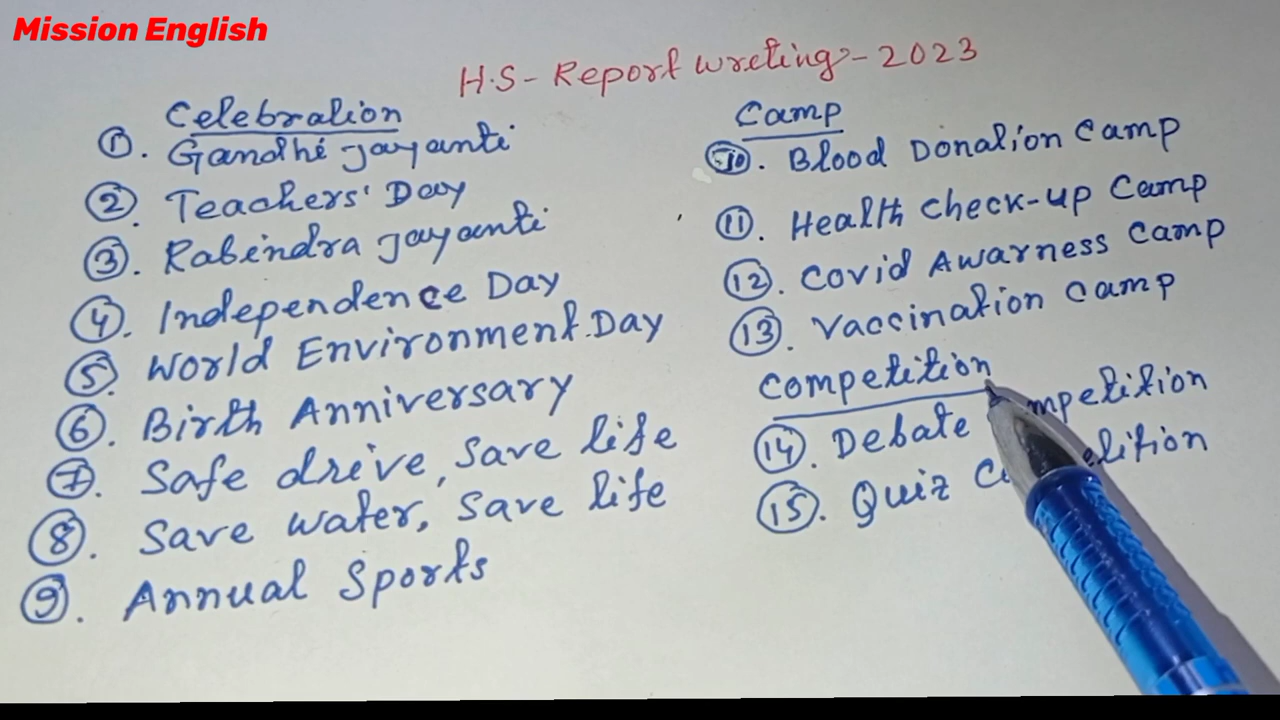 Mission English
H.S - Report Wreting - 2023
Celebration
1. Gandhi Jayanti
2. Teachers' Day
3. Rabindra Jayanti
4. Independence Day
5. World Environment Day
6. Birth Anniversary
7. Safe drive, Save life
8. Save water, Save life
9. Annual Sports
Camp
10. Blood Donation Camp
11. Health check-up Camp
12. Covid Awarness Camp
13. Vaccination Camp
Competition
14. Debate mpetition
15. Quiz C etition